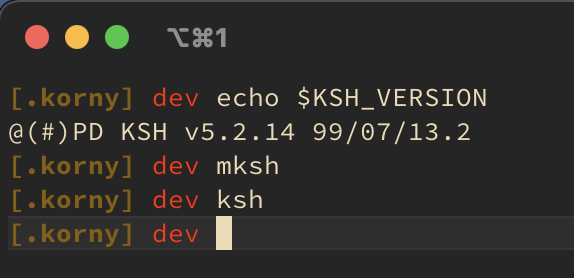 ⌥⌘1
[.korny] dev echo $KSH_VERSION
@(#)PD KSH v5.2.14 99/07/13.2
[.korny] dev mksh
[.korny] dev ksh
[.korny] dev